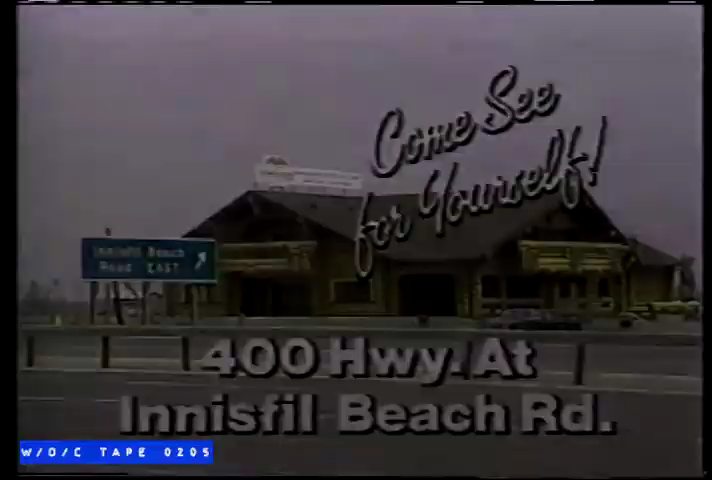 Come See
for Yourself!
Innisfil Beach
Road EAST
400 Hwy. At
Innisfil Beach Rd.
W/O/C TAPE 0205